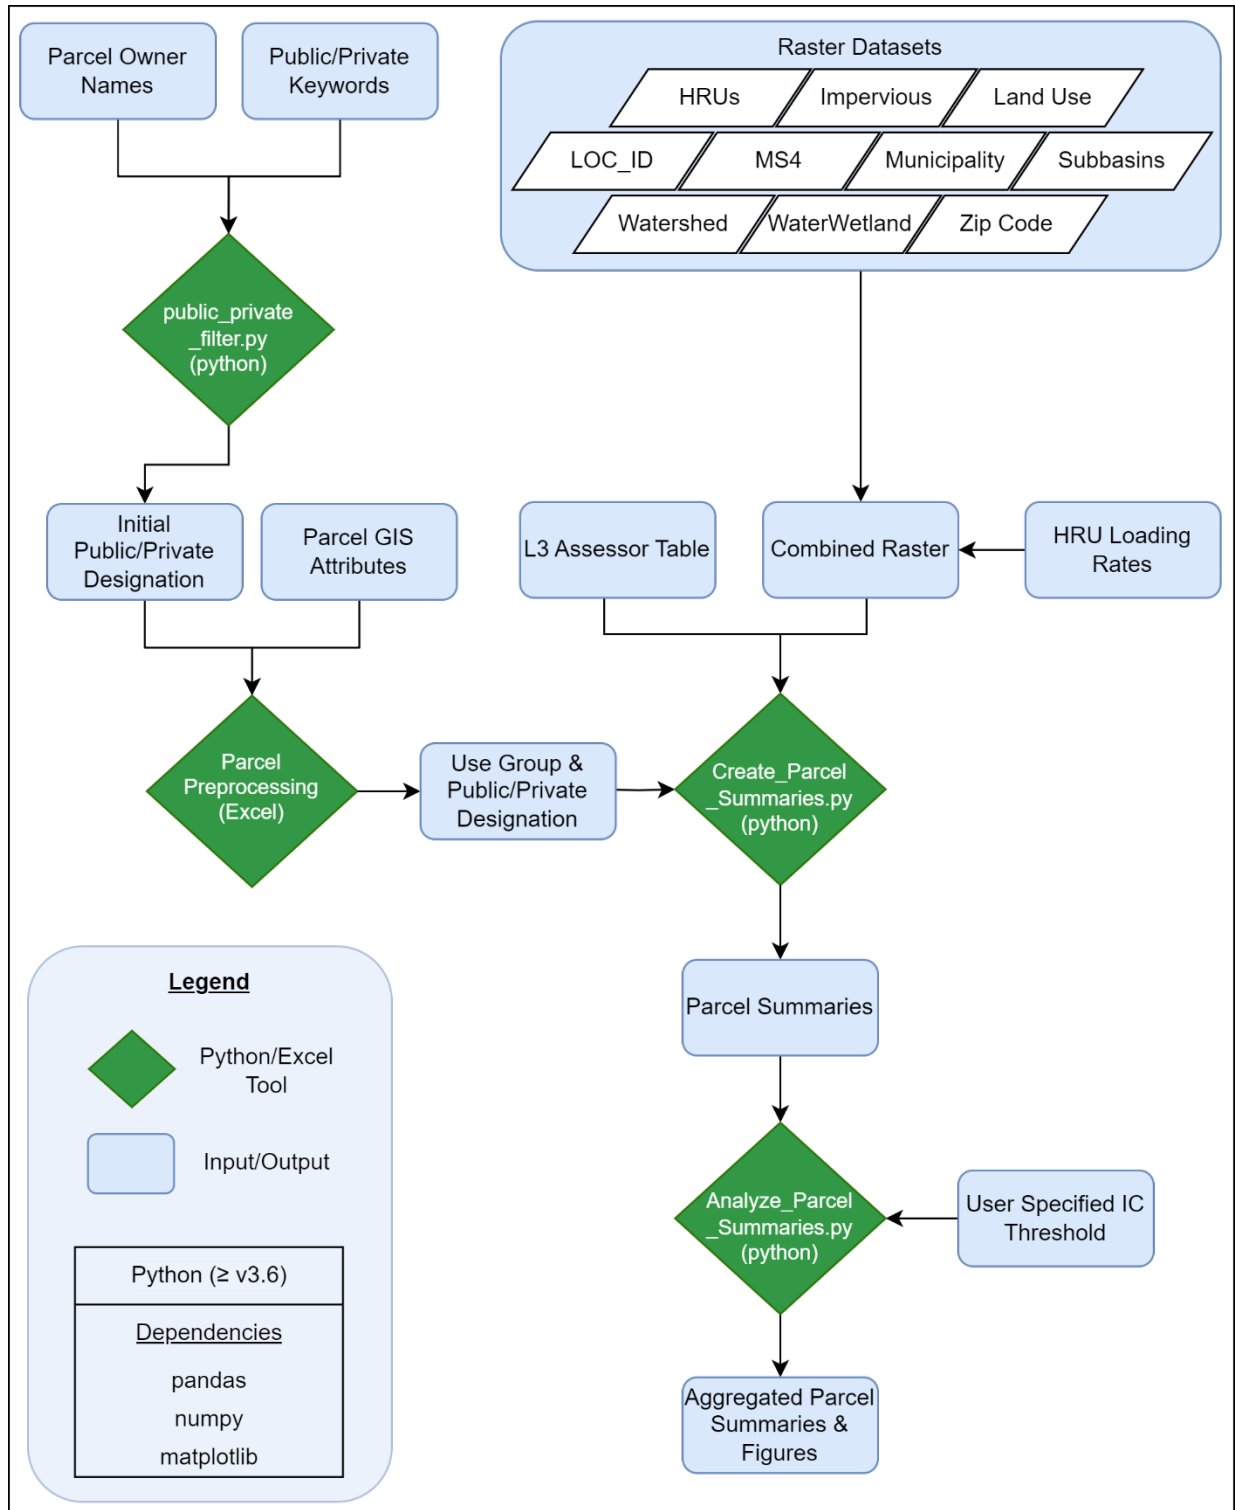 Parcel Owner
Names
Public/Private
Keywords
Raster Datasets
HRUs
Impervious
Land Use
LOC_ID
MS4
Municipality
Subbasins
Watershed
WaterWetland
Zip Code
public_private
_filter.py
(python)
Initial
Public/Private
Designation
Parcel GIS
Attributes
L3 Assessor Table
Combined Raster
HRU Loading
Rates
Parcel
Preprocessing
(Excel)
Use Group &
Public/Private
Designation
Create_Parcel
_Summaries.py
(python)
Parcel Summaries
Analyze_Parcel
_Summaries.py
(python)
User Specified IC
Threshold
Aggregated Parcel
Summaries &
Figures
Legend
Python/Excel
Tool
Input/Output
Python (≥ v3.6)
Dependencies
pandas
numpy
matplotlib